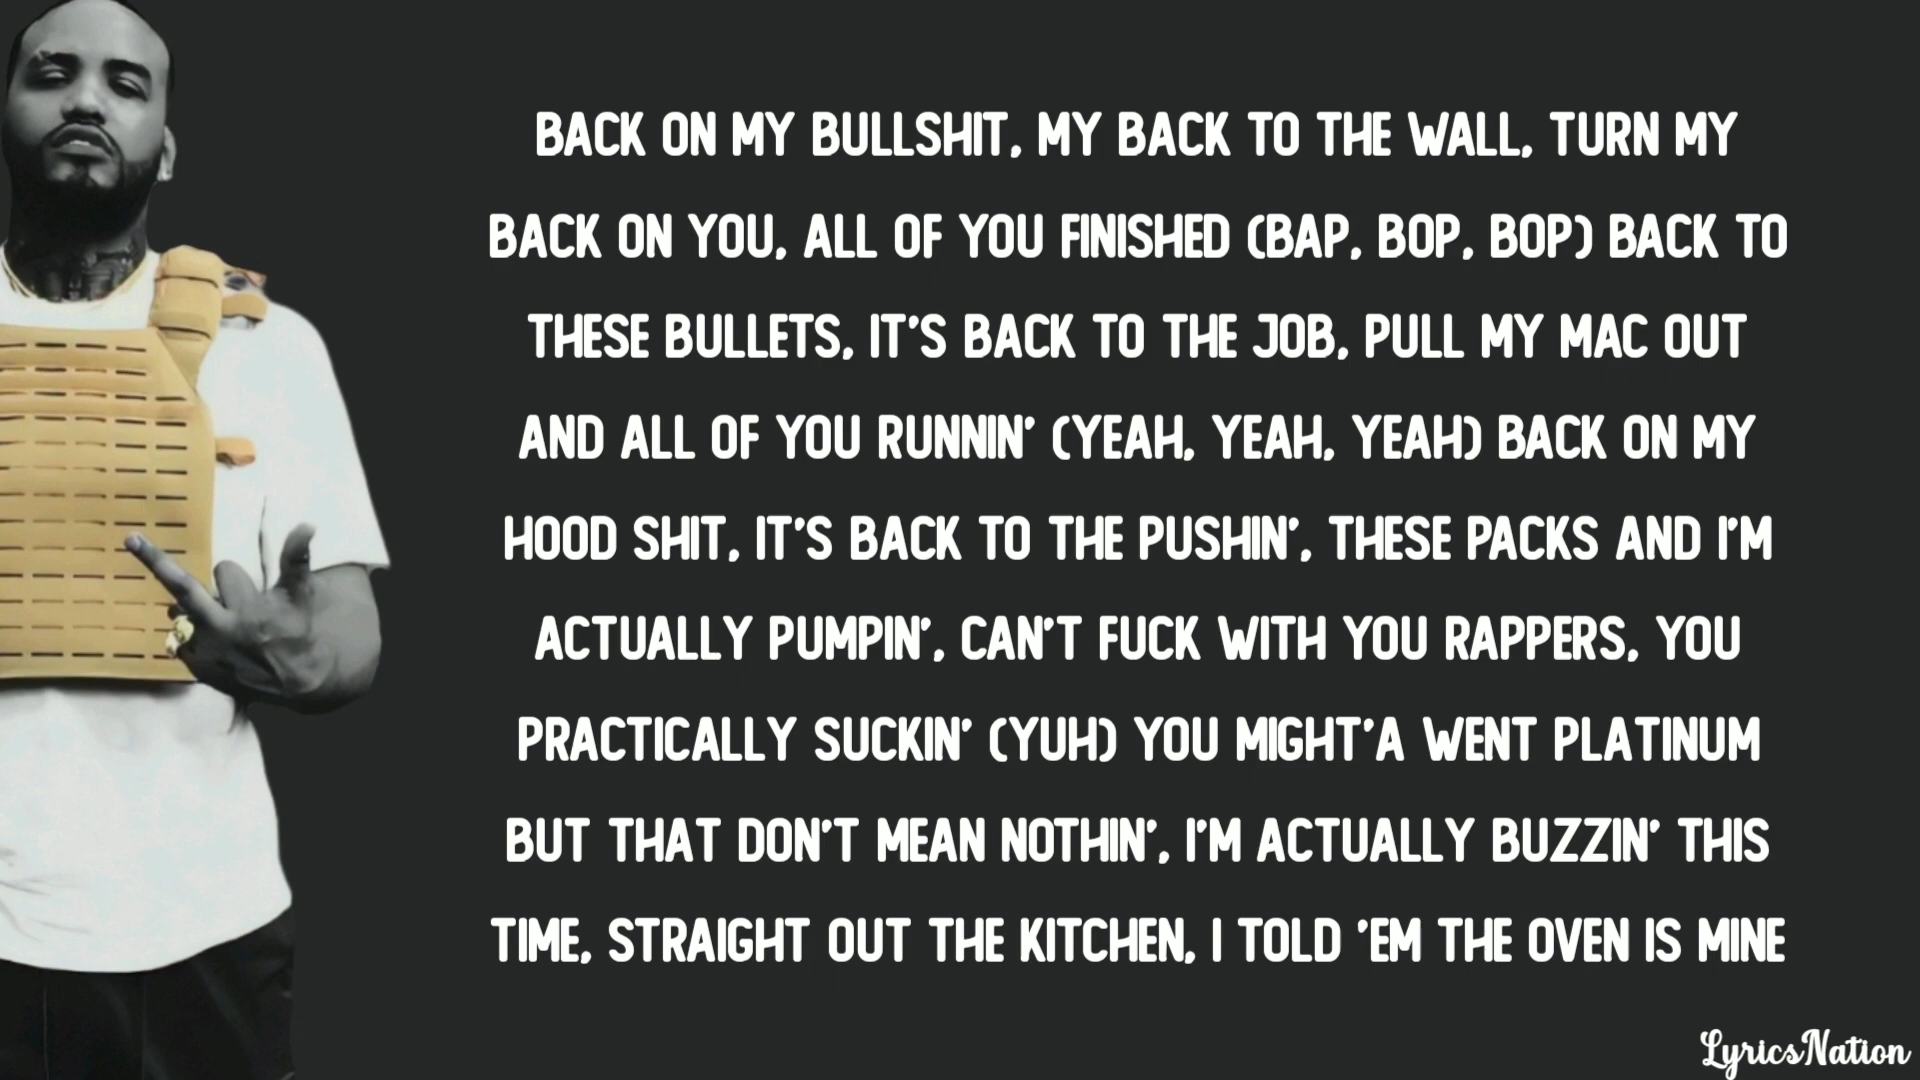 BACK ON MY BULLSHIT, MY BACK TO THE WALL, TURN MY
BACK ON YOU, ALL OF YOU FINISHED (BAP, BOP, BOP) BACK TO
THESE BULLETS, IT'S BACK TO THE JOB, PULL MY MAC OUT
AND ALL OF YOU RUNNIN' (YEAH, YEAH, YEAH) BACK ON MY
HOOD SHIT, IT'S BACK TO THE PUSHIN', THESE PACKS AND I'M
ACTUALLY PUMPIN', CAN'T FUCK WITH YOU RAPPERS, YOU
PRACTICALLY SUCKIN' (YUH) YOU MIGHT'A WENT PLATINUM
BUT THAT DON'T MEAN NOTHIN', I'M ACTUALLY BUZZIN' THIS
TIME, STRAIGHT OUT THE KITCHEN, I TOLD 'EM THE OVEN IS MINE
LyricsNation